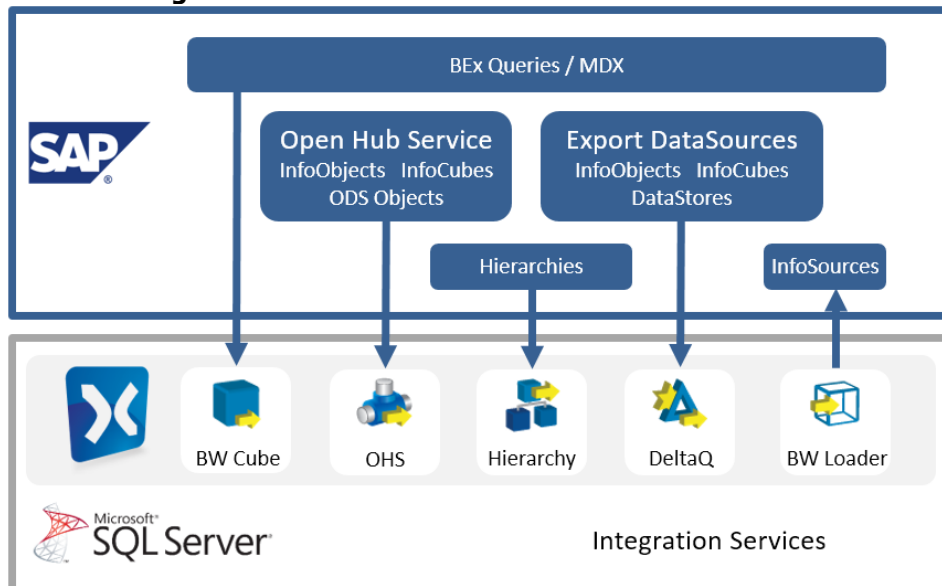 BEx Queries / MDX
SAP®
Open Hub Service
InfoObjects InfoCubes
ODS Objects
Export DataSources
InfoObjects InfoCubes
DataStores
Hierarchies
InfoSources
BW Cube
OHS
Hierarchy
DeltaQ
BW Loader
Microsoft®
SQL Server®
Integration Services